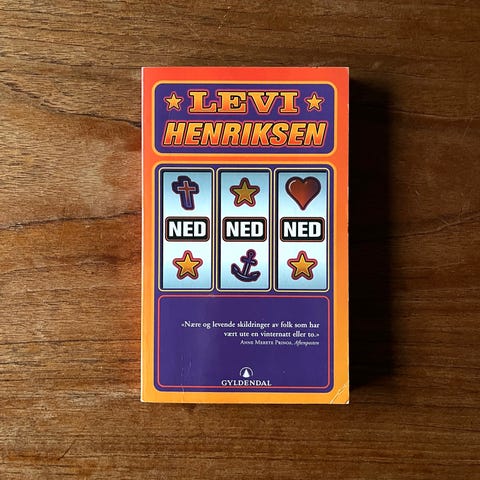 LEVI
HENRIKSEN
NED NED NED
«Nære og levende skildringer av folk som har
vært ute en vinternatt eller to.»
ANNE MERETE PRINOS, Aftenposten
GYLDENDAL